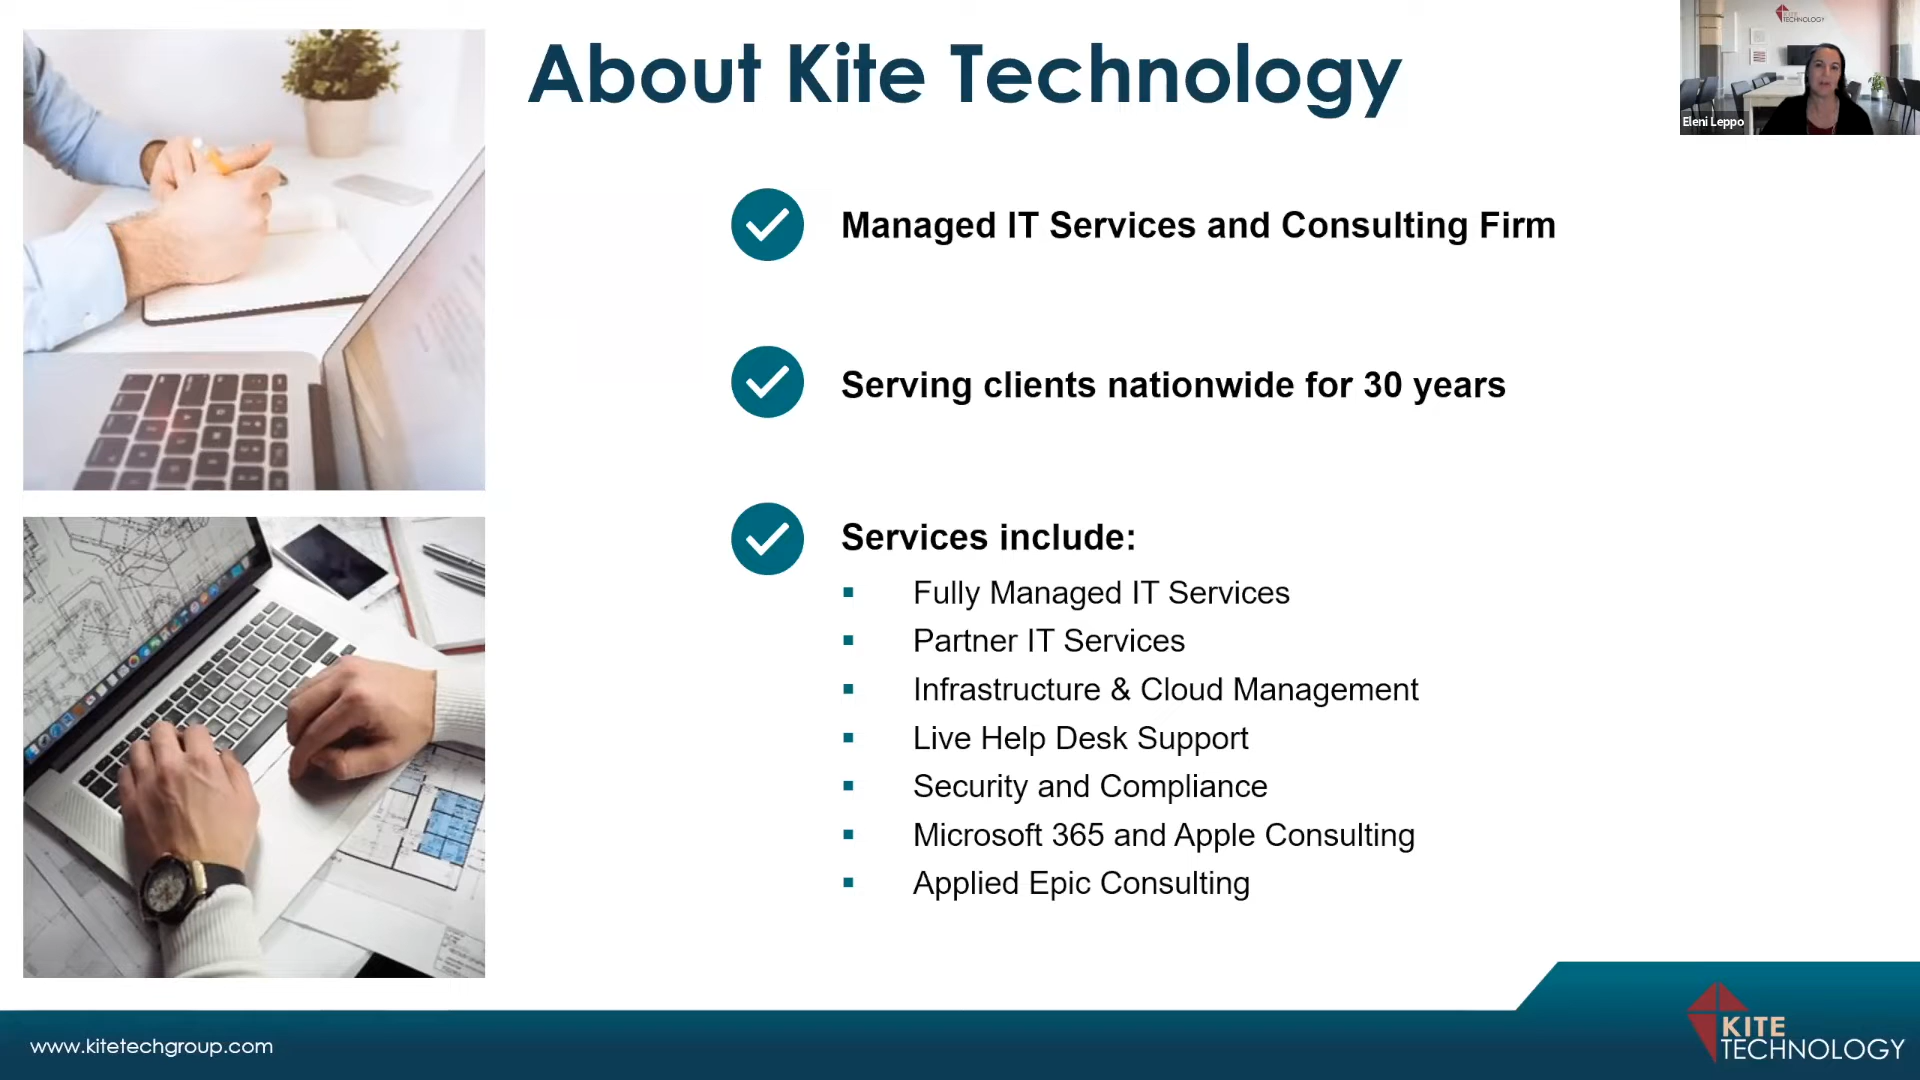 About Kite Technology
KITE
TECHNOLOGY
Eleni Leppo
Managed IT Services and Consulting Firm
Serving clients nationwide for 30 years
Services include:
Fully Managed IT Services
Partner IT Services
Infrastructure & Cloud Management
Live Help Desk Support
Security and Compliance
Microsoft 365 and Apple Consulting
Applied Epic Consulting
www.kitetechgroup.com
KITE
TECHNOLOGY